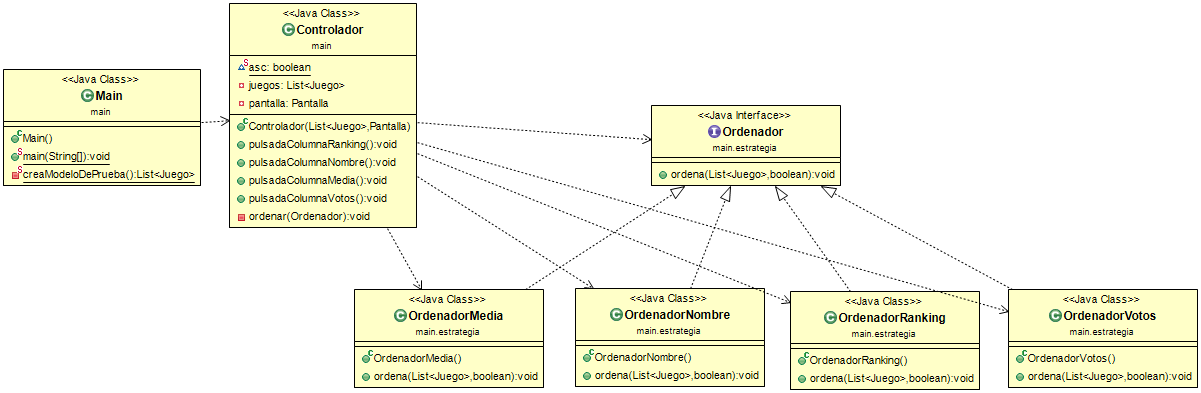 <<Java Class>>
Main
main
Main()
main(String[]):void
creaModeloDePrueba():List<Juego>
<<Java Class>>
Controlador
main
asc: boolean
juegos: List<Juego>
pantalla: Pantalla
Controlador(List<Juego>,Pantalla)
pulsadaColumnaRanking():void
pulsadaColumnaNombre():void
pulsadaColumnaMedia():void
pulsadaColumnaVotos():void
ordenar(Ordenador):void
<<Java Interface>>
Ordenador
main.estrategia
ordena(List<Juego>,boolean):void
<<Java Class>>
OrdenadorMedia
main.estrategia
OrdenadorMedia()
ordena(List<Juego>,boolean):void
<<Java Class>>
OrdenadorNombre
main.estrategia
OrdenadorNombre()
ordena(List<Juego>,boolean):void
<<Java Class>>
OrdenadorRanking
main.estrategia
OrdenadorRanking()
ordena(List<Juego>,boolean):void
<<Java Class>>
OrdenadorVotos
main.estrategia
OrdenadorVotos()
ordena(List<Juego>,boolean):void